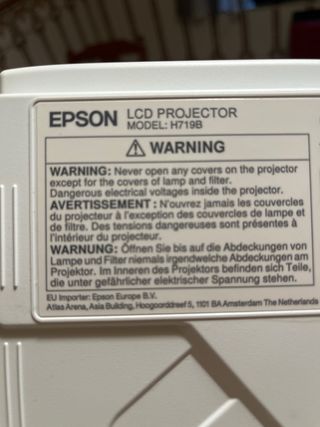 EPSON LCD PROJECTOR
MODEL: H719B
⚠ WARNING
WARNING: Never open any covers on the projector
except for the covers of lamp and filter.
Dangerous electrical voltages inside the projector.
AVERTISSEMENT : N'ouvrez jamais les couvercles
du projecteur à l'exception des couvercles de lampe et
de filtre. Des tensions dangereuses sont présentes à
l'intérieur du projecteur.
WARNUNG: Öffnen Sie bis auf die Abdeckungen von
Lampe und Filter niemals irgendwelche Abdeckungen am
Projektor. Im Inneren des Projektors befinden sich Teile,
die unter gefährlicher elektrischer Spannung stehen.
EU Importer: Epson Europe B.V.
Atlas Arena, Asia Building, Hoogoorddreef 5, 1101 BA Amsterdam The Netherlands